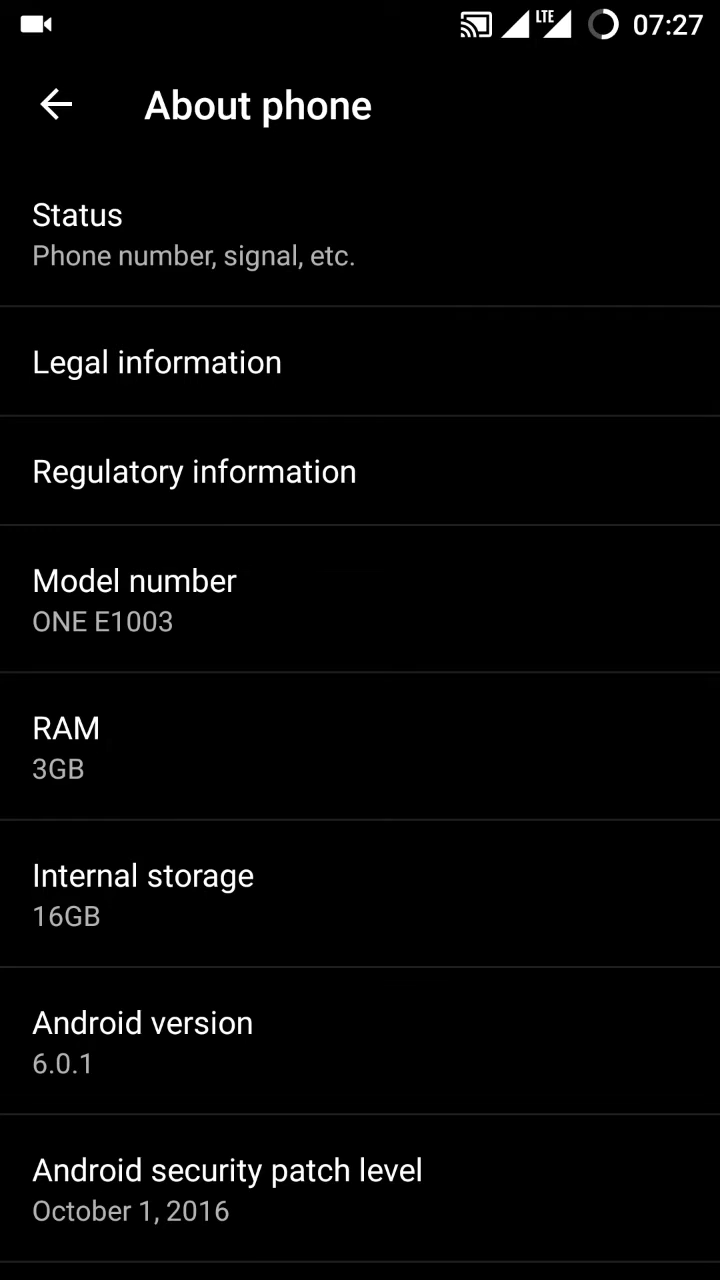 LTE 07:27
About phone
Status
Phone number, signal, etc.
Legal information
Regulatory information
Model number
ONE E1003
RAM
3GB
Internal storage
16GB
Android version
6.0.1
Android security patch level
October 1, 2016